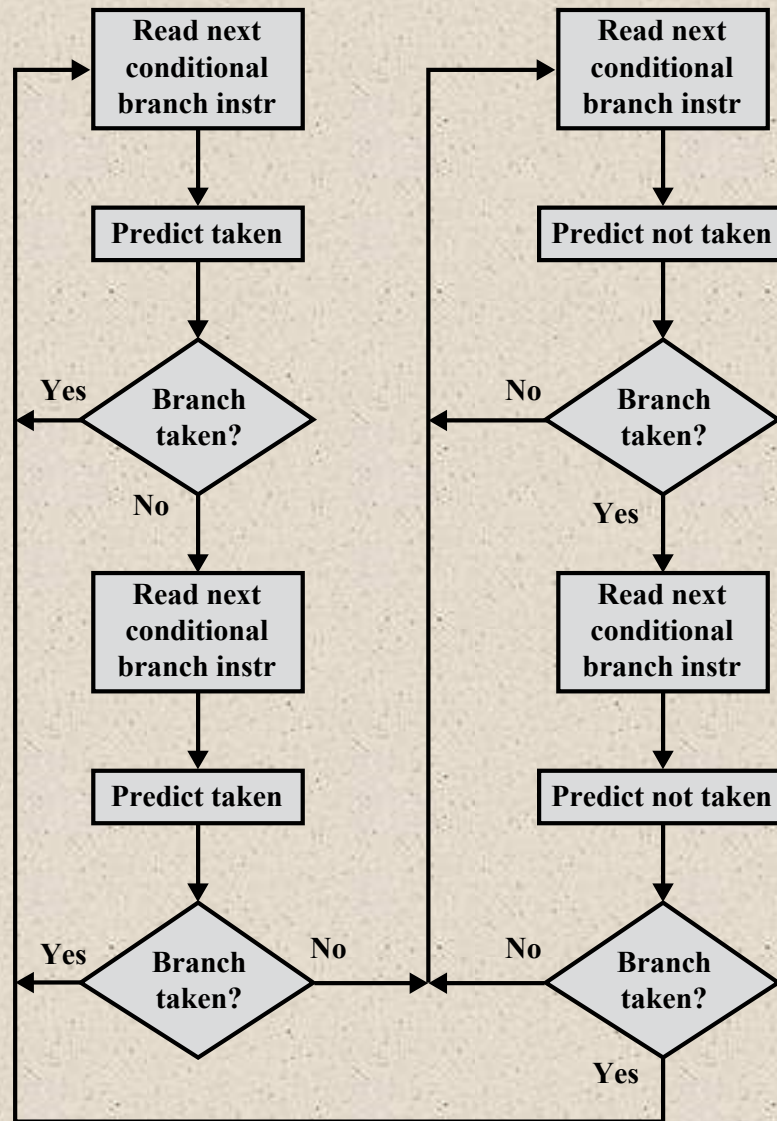 Read next
conditional
branch instr
Predict taken
Yes
Branch
taken?
No
Read next
conditional
branch instr
Predict taken
Yes
Branch
taken?
No
Read next
conditional
branch instr
Predict not taken
No
Branch
taken?
Yes
Read next
conditional
branch instr
Predict not taken
No
Branch
taken?
Yes